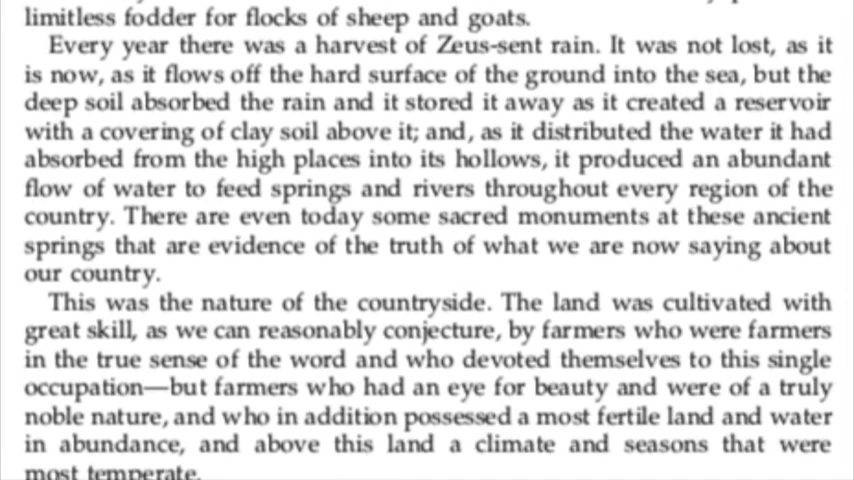 limitless fodder for flocks of sheep and goats.
Every year there was a harvest of Zeus-sent rain. It was not lost, as it
is now, as it flows off the hard surface of the ground into the sea, but the
deep soil absorbed the rain and it stored it away as it created a reservoir
with a covering of clay soil above it; and, as it distributed the water it had
absorbed from the high places into its hollows, it produced an abundant
flow of water to feed springs and rivers throughout every region of the
country. There are even today some sacred monuments at these ancient
springs that are evidence of the truth of what we are now saying about
our country.
This was the nature of the countryside. The land was cultivated with
great skill, as we can reasonably conjecture, by farmers who were farmers
in the true sense of the word and who devoted themselves to this single
occupation—but farmers who had an eye for beauty and were of a truly
noble nature, and who in addition possessed a most fertile land and water
in abundance, and above this land a climate and seasons that were
most temperate.